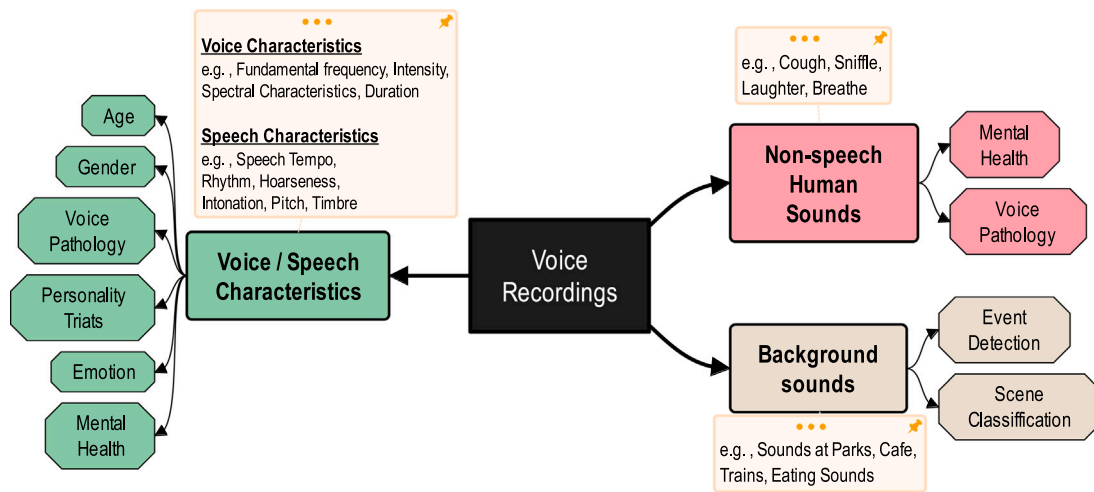 Voice Characteristics
e.g. , Fundamental frequency, Intensity,
Spectral Characteristics, Duration
Speech Characteristics
e.g. , Speech Tempo,
Rhythm, Hoarseness,
Intonation, Pitch, Timbre
Age
Gender
Voice
Pathology
Personality
Triats
Emotion
Mental
Health
Voice / Speech
Characteristics
Voice
Recordings
e.g. , Cough, Sniffle,
Laughter, Breathe
Non-speech
Human
Sounds
Mental
Health
Voice
Pathology
Background
sounds
Event
Detection
Scene
Classiffication
e.g. , Sounds at Parks, Cafe,
Trains, Eating Sounds